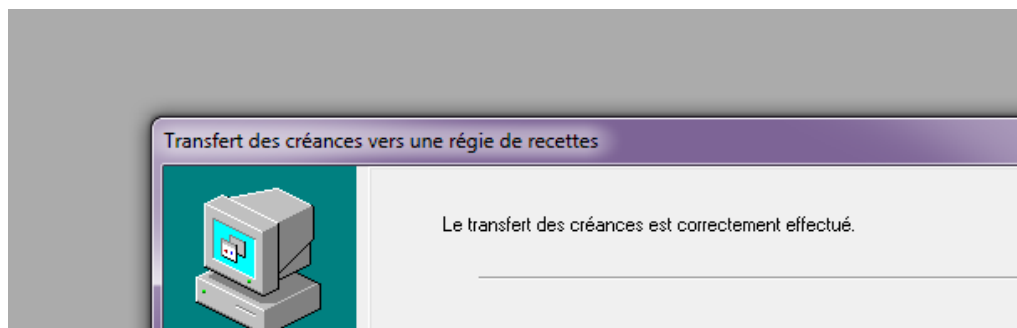 Transfert des créances vers une régie de recettes
Le transfert des créances est correctement effectué.